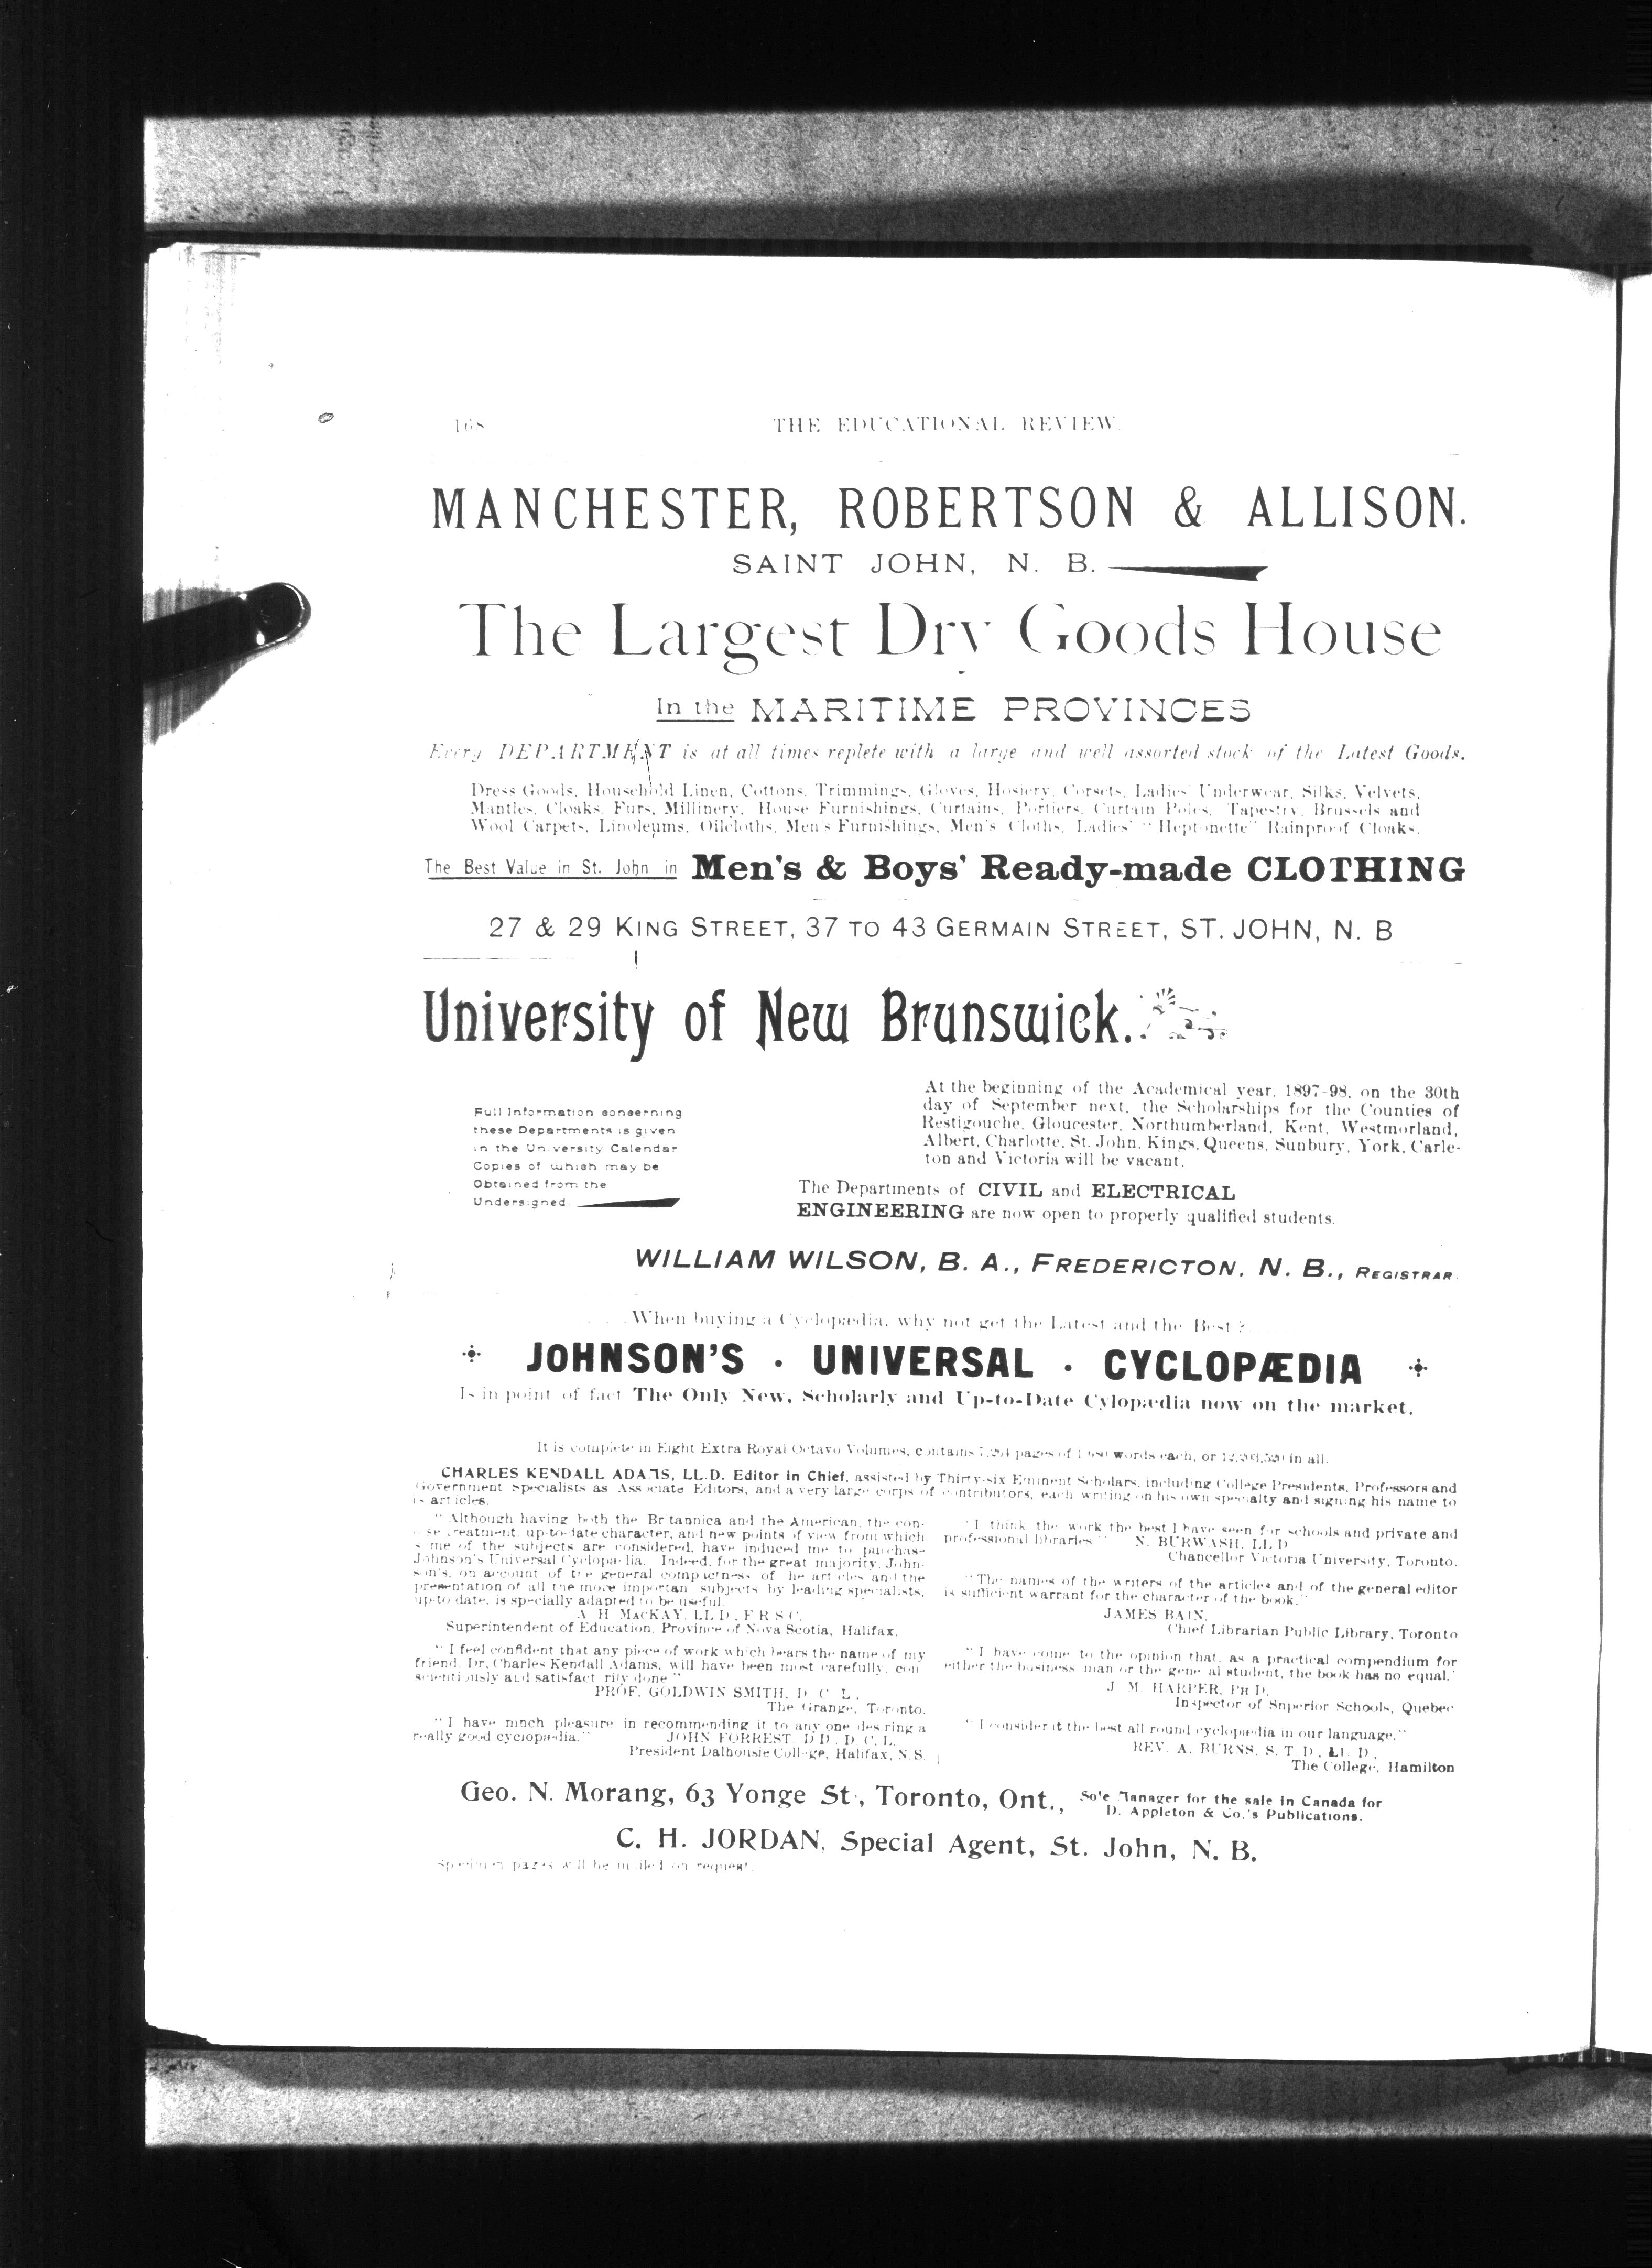 168 THE EDUCATIONAL REVIEW.
MANCHESTER, ROBERTSON & ALLISON.
SAINT JOHN, N. B.
The Largest Dry Goods House
In the MARITIME PROVINCES
Every DEPARTMENT is at all times replete with a large and well assorted stock of the Latest Goods.
Dress Goods, Household Linen, Cottons, Trimmings, Gloves, Hosiery, Corsets, Ladies' Underwear, Silks, Velvets,
Mantles, Cloaks, Furs, Millinery, House Furnishings, Curtains, Portiers, Curtain Poles, Tapestry, Brussels and
Wool Carpets, Linoleums, Oilcloths, Men's Furnishings, Men's Cloths, Ladies' "Heptonette" Rainproof Cloaks.
The Best Value in St. John in Men's & Boys' Ready-made CLOTHING
27 & 29 KING STREET, 37 TO 43 GERMAIN STREET, ST. JOHN, N. B
University of New Brunswick.
Full Information concerning
these Departments is given
in the University Calendar
Copies of which may be
Obtained from the
Undersigned.
At the beginning of the Academical year, 1897-98, on the 30th
day of September next, the Scholarships for the Counties of
Restigouche, Gloucester, Northumberland, Kent, Westmorland,
Albert, Charlotte, St. John, Kings, Queens, Sunbury, York, Carle-
ton and Victoria will be vacant.
The Departments of CIVIL and ELECTRICAL
ENGINEERING are now open to properly qualified students.
WILLIAM WILSON, B. A., FREDERICTON, N. B., REGISTRAR.
When buying a Cyclopædia, why not get the Latest and the Best?
JOHNSON'S · UNIVERSAL · CYCLOPÆDIA
Is in point of fact The Only New, Scholarly and Up-to-Date Cylopædia now on the market.
It is complete in Eight Extra Royal Octavo Volumes, contains pages of words each, or in all.
CHARLES KENDALL ADAMS, LL.D. Editor in Chief, assisted by Thirty-six Eminent Scholars, including College Presidents, Professors and
Government Specialists as Associate Editors, and a very large corps of contributors, each writing on his own specialty and signing his name to
is articles.
"Although having both the Britannica and the American, the con-
cise treatment, up-to-date character, and new points of view from which
some of the subjects are considered, have induced me to purchase
Johnson's Universal Cyclopædia. Indeed, for the great majority, John-
son's, on account of the general compactness of the articles and the
presentation of all the more important subjects by leading specialists,
up-to-date, is specially adapted to be useful."
A. H. MACKAY, LL.D., F.R.S.C.,
Superintendent of Education, Province of Nova Scotia, Halifax.
"I feel confident that any piece of work which bears the name of my
friend, Dr. Charles Kendall Adams, will have been most carefully, con
scientiously and satisfactorily done."
PROF. GOLDWIN SMITH, D. C. L.,
The Grange, Toronto.
"I have much pleasure in recommending it to any one desiring a
really good cyclopædia." JOHN FORREST, D.D., D.C.L.
President Dalhousie College, Halifax, N.S.
"I think the work the best I have seen for schools and private and
professional libraries" N. BURWASH, LL.D
Chancellor Victoria University, Toronto.
"The names of the writers of the articles and of the general editor
is sufficient warrant for the character of the book."
JAMES BAIN,
Chief Librarian Public Library, Toronto
"I have come to the opinion that, as a practical compendium for
either the business man or the general student, the book has no equal."
J. M. HARPER, PH D.
Inspector of Snperior Schools, Quebec
"I consider it the best all round cyclopædia in our language."
REV. A. BURNS, S. T. D., LL. D.,
The College, Hamilton
Geo. N. Morang, 63 Yonge St., Toronto, Ont., Sole Manager for the sale in Canada for
D. Appleton & Co.'s Publications.
C. H. JORDAN, Special Agent, St. John, N. B.
Specimen pages will be mailed on request.